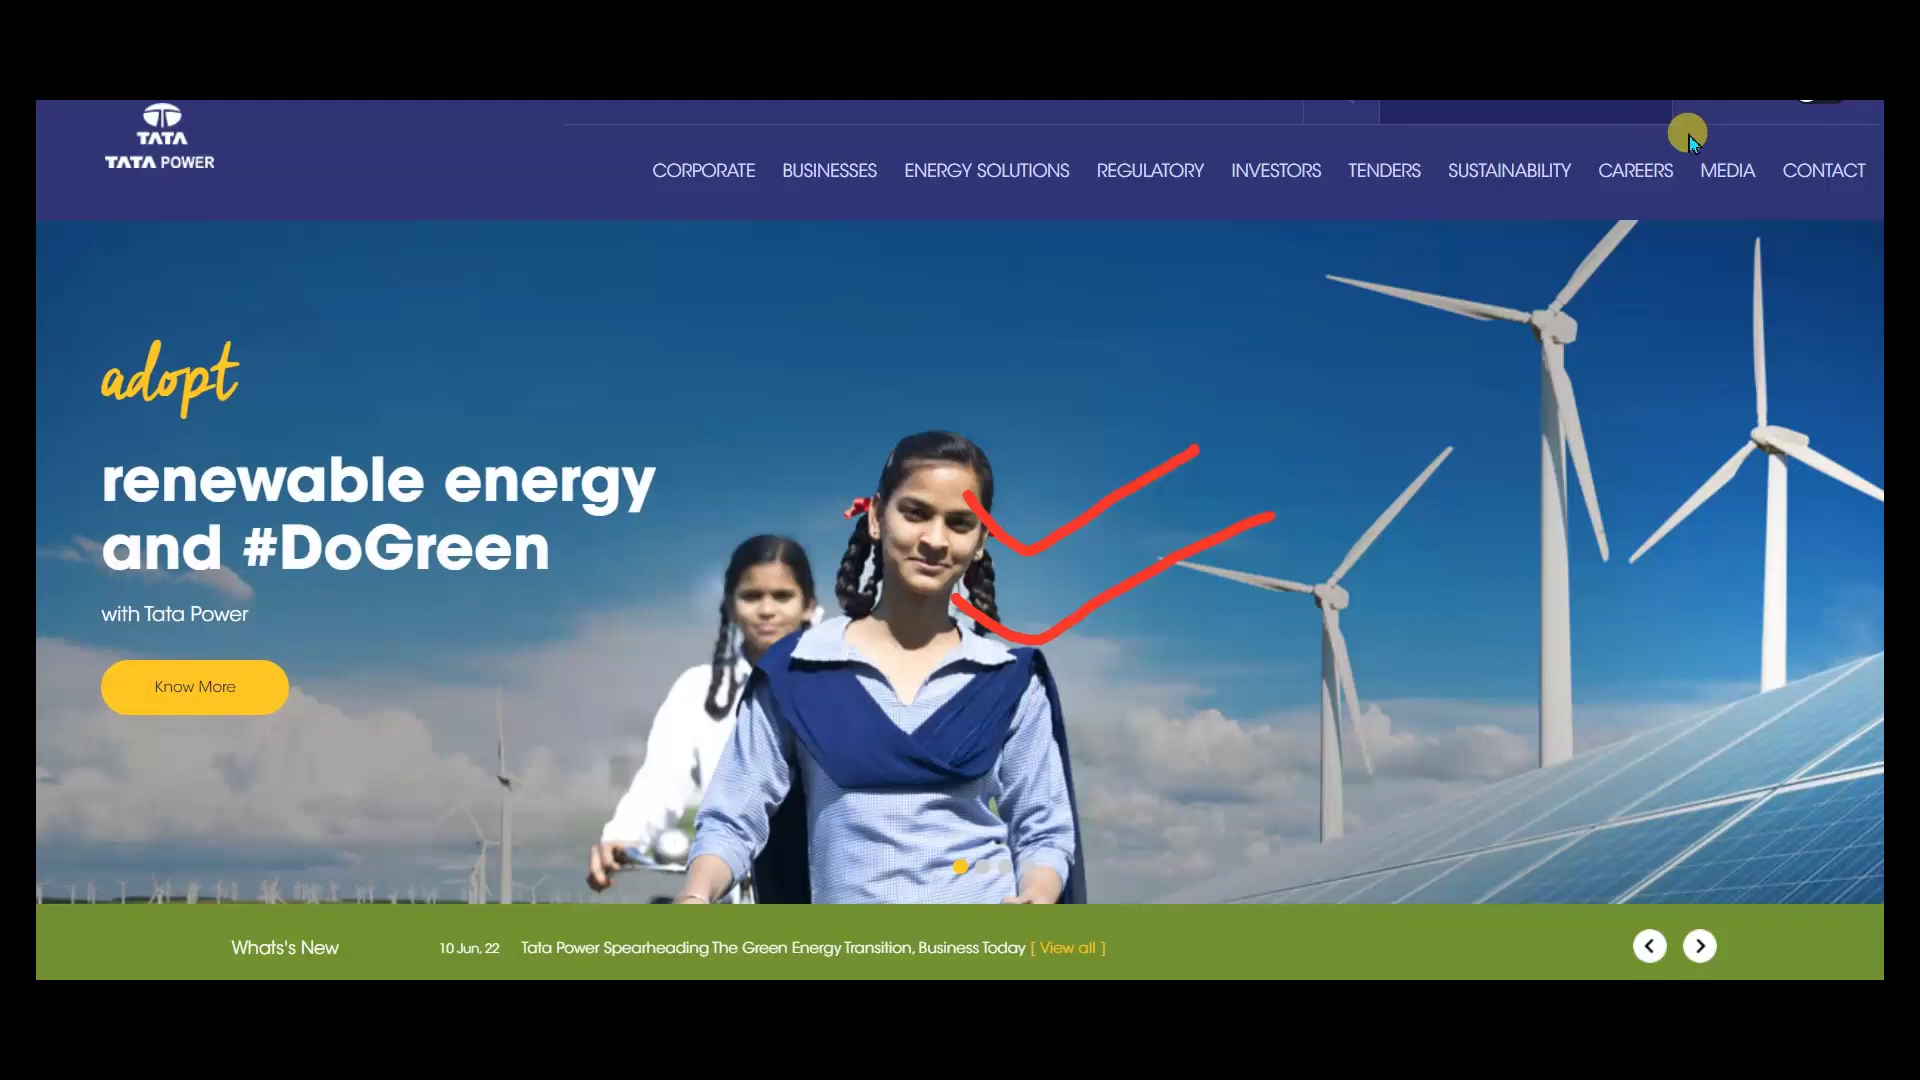 TATA
TATA POWER
CORPORATE BUSINESSES ENERGY SOLUTIONS REGULATORY INVESTORS TENDERS SUSTAINABILITY CAREERS MEDIA CONTACT
adopt
renewable energy
and #DoGreen
with Tata Power
Know More
Whats's New 10 Jun, 22 Tata Power Spearheading The Green Energy Transition, Business Today [ View all ]